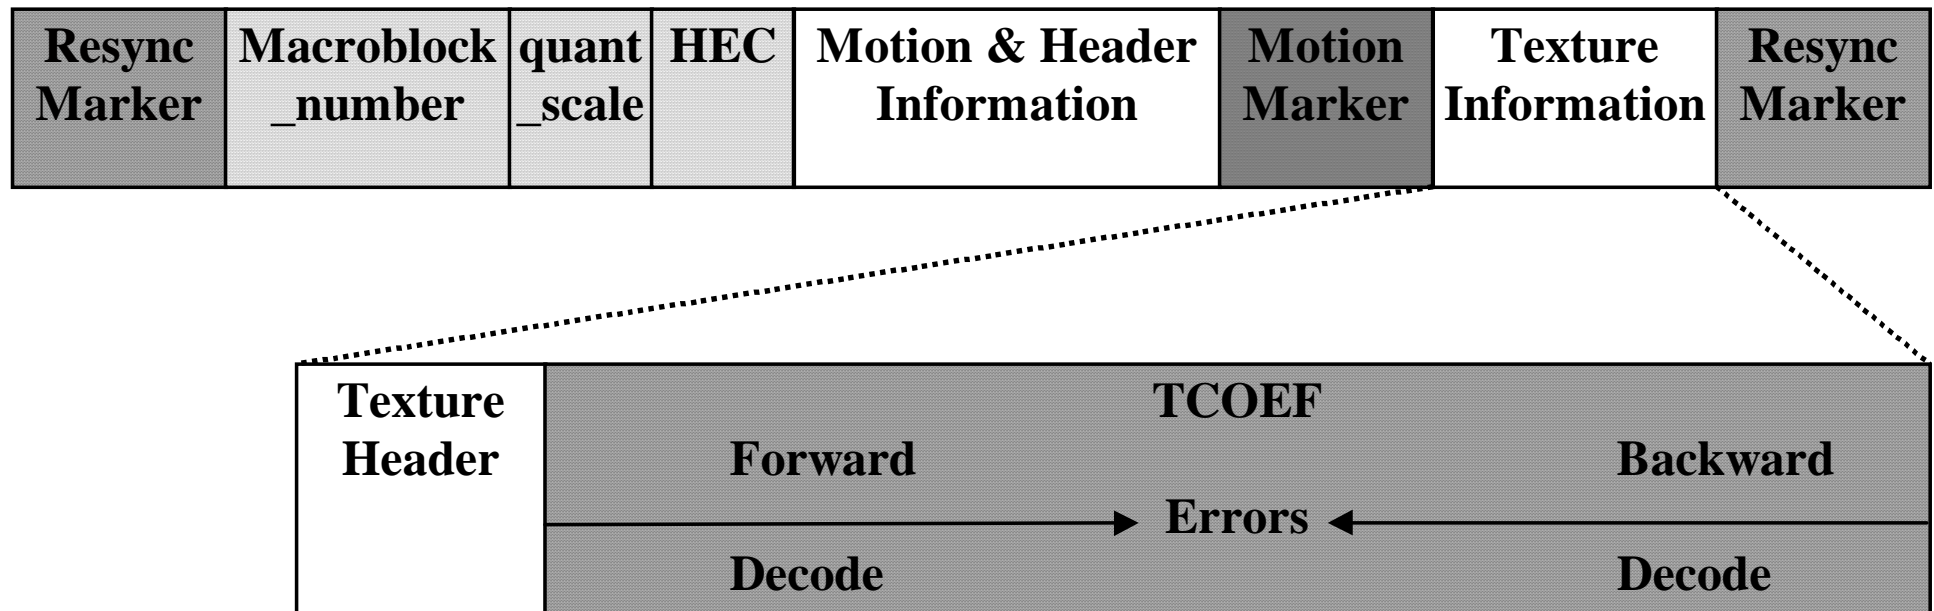 Resync Marker
Macroblock _number
quant _scale
HEC
Motion & Header Information
Motion Marker
Texture Information
Resync Marker
Texture Header
TCOEF
Forward
Backward
Errors
Decode
Decode